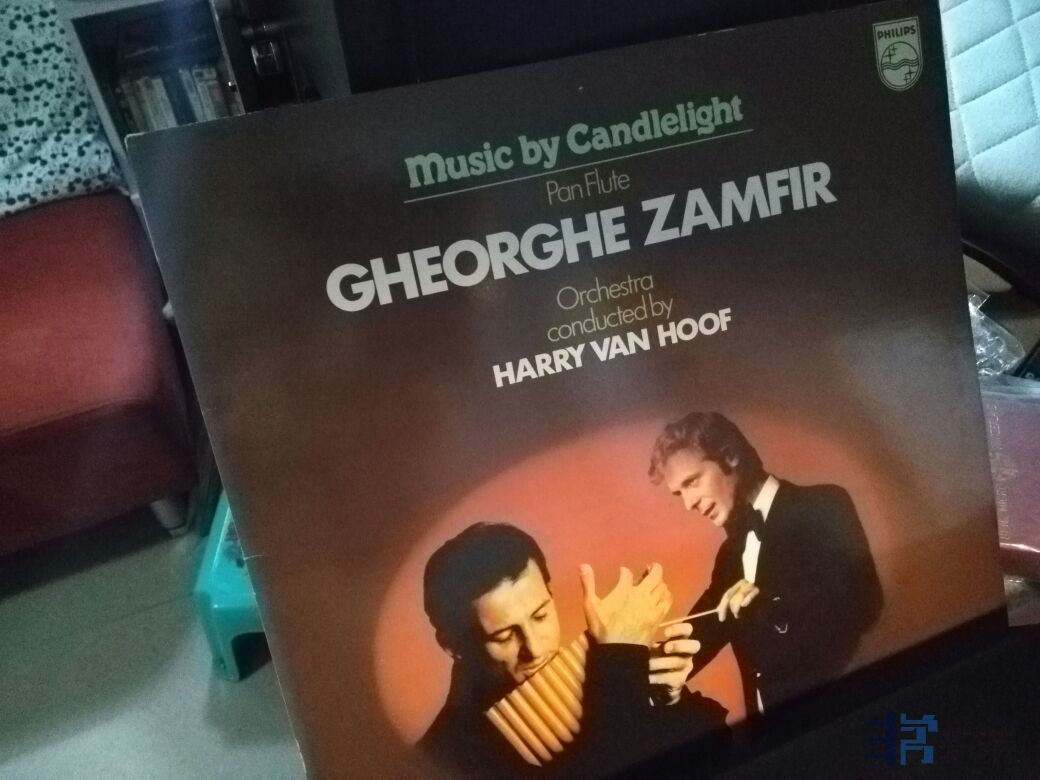 PHILIPS
Music by Candlelight
Pan Flute
GHEORGHE ZAMFIR
Orchestra
conducted by
HARRY VAN HOOF